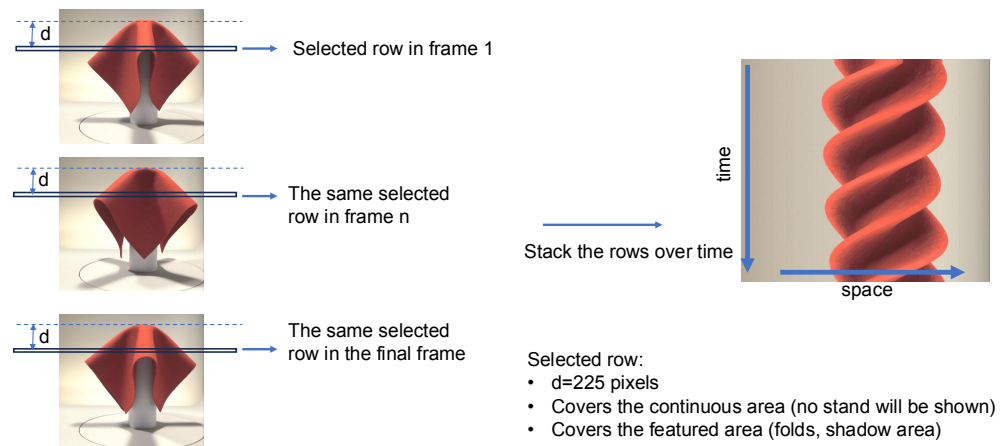 d
Selected row in frame 1
d
The same selected
row in frame n
d
The same selected
row in the final frame
Stack the rows over time
time
space
Selected row:
• d=225 pixels
• Covers the continuous area (no stand will be shown)
• Covers the featured area (folds, shadow area)